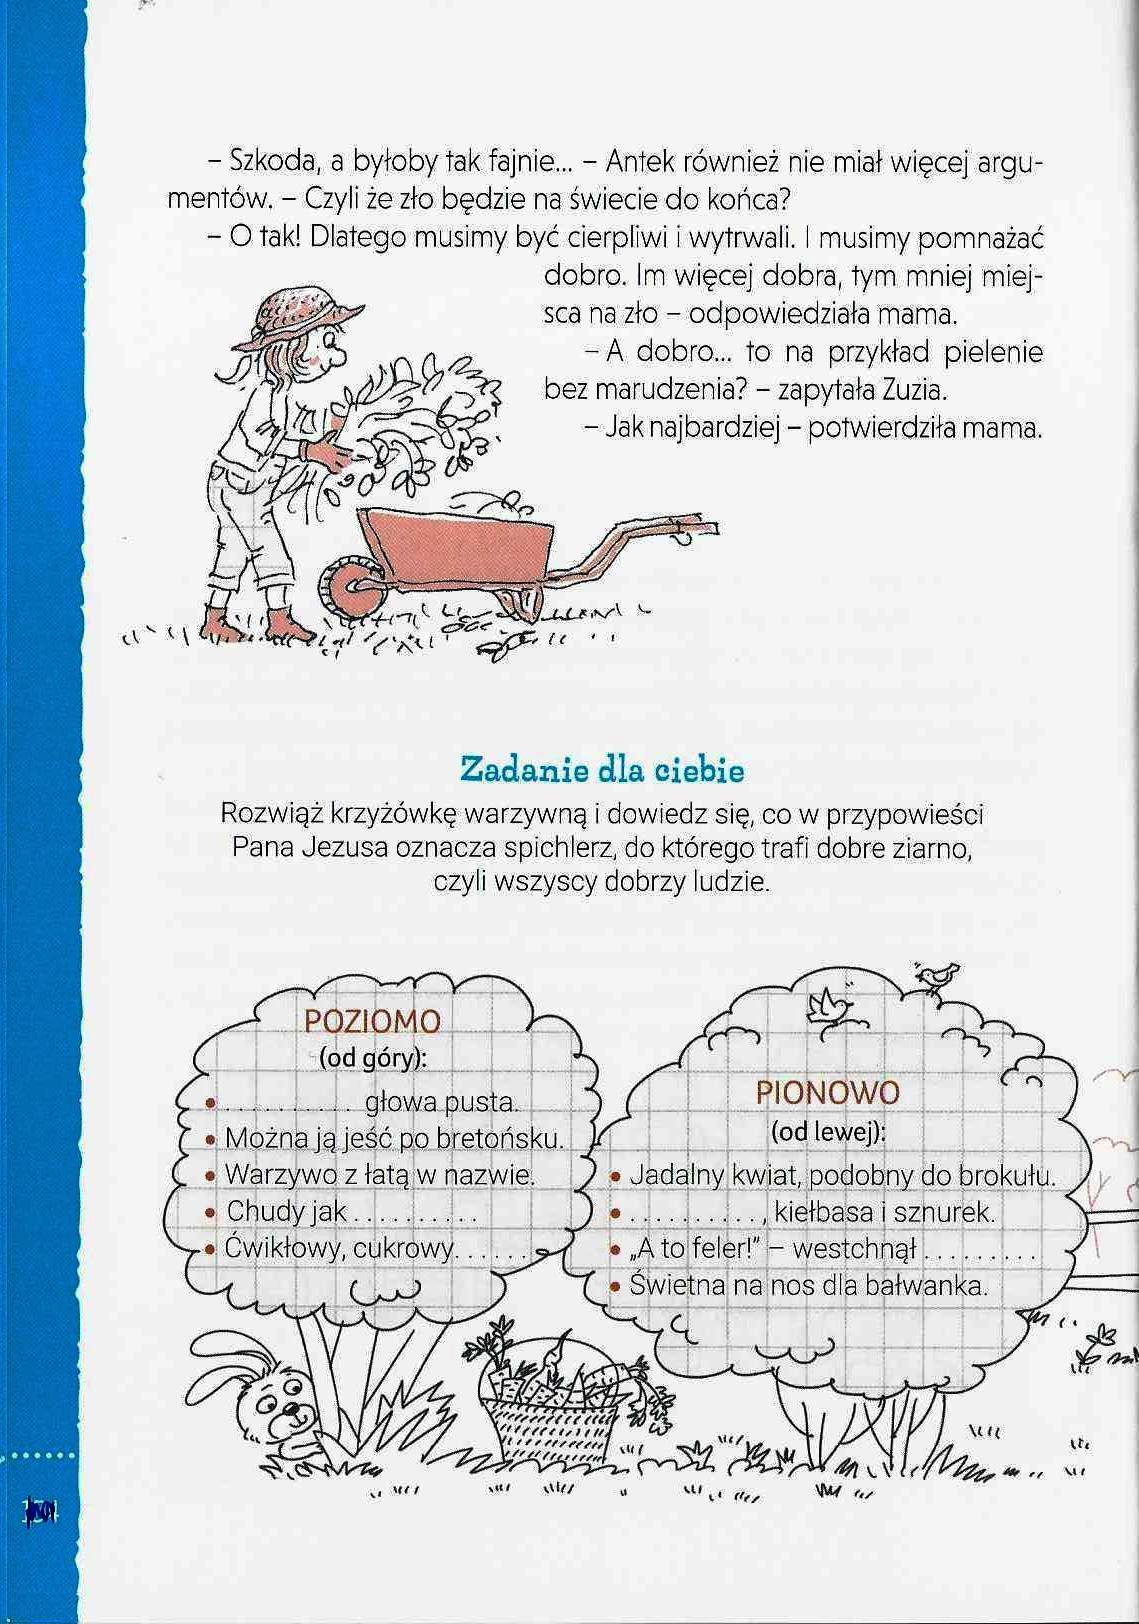 – Szkoda, a byłoby tak fajnie... – Antek również nie miał więcej argu-
mentów. – Czyli że zło będzie na świecie do końca?
– O tak! Dlatego musimy być cierpliwi i wytrwali. I musimy pomnażać
dobro. Im więcej dobra, tym mniej miej-
sca na zło – odpowiedziała mama.
– A dobro... to na przykład pielenie
bez marudzenia? – zapytała Zuzia.
– Jak najbardziej – potwierdziła mama.
Zadanie dla ciebie
Rozwiąż krzyżówkę warzywną i dowiedz się, co w przypowieści
Pana Jezusa oznacza spichlerz, do którego trafi dobre ziarno,
czyli wszyscy dobrzy ludzie.
POZIOMO
(od góry):
• . . . . . . . . . . . głowa pusta.
• Można ją jeść po bretońsku.
• Warzywo z łatą w nazwie.
• Chudy jak . . . . . . . . . .
• Ćwikłowy, cukrowy. . . . . . .
PIONOWO
(od lewej):
• Jadalny kwiat, podobny do brokułu.
• . . . . . . . . . . ., kiełbasa i sznurek.
• „A to feler!” – westchnął . . . . . . . . .
• Świetna na nos dla bałwanka.